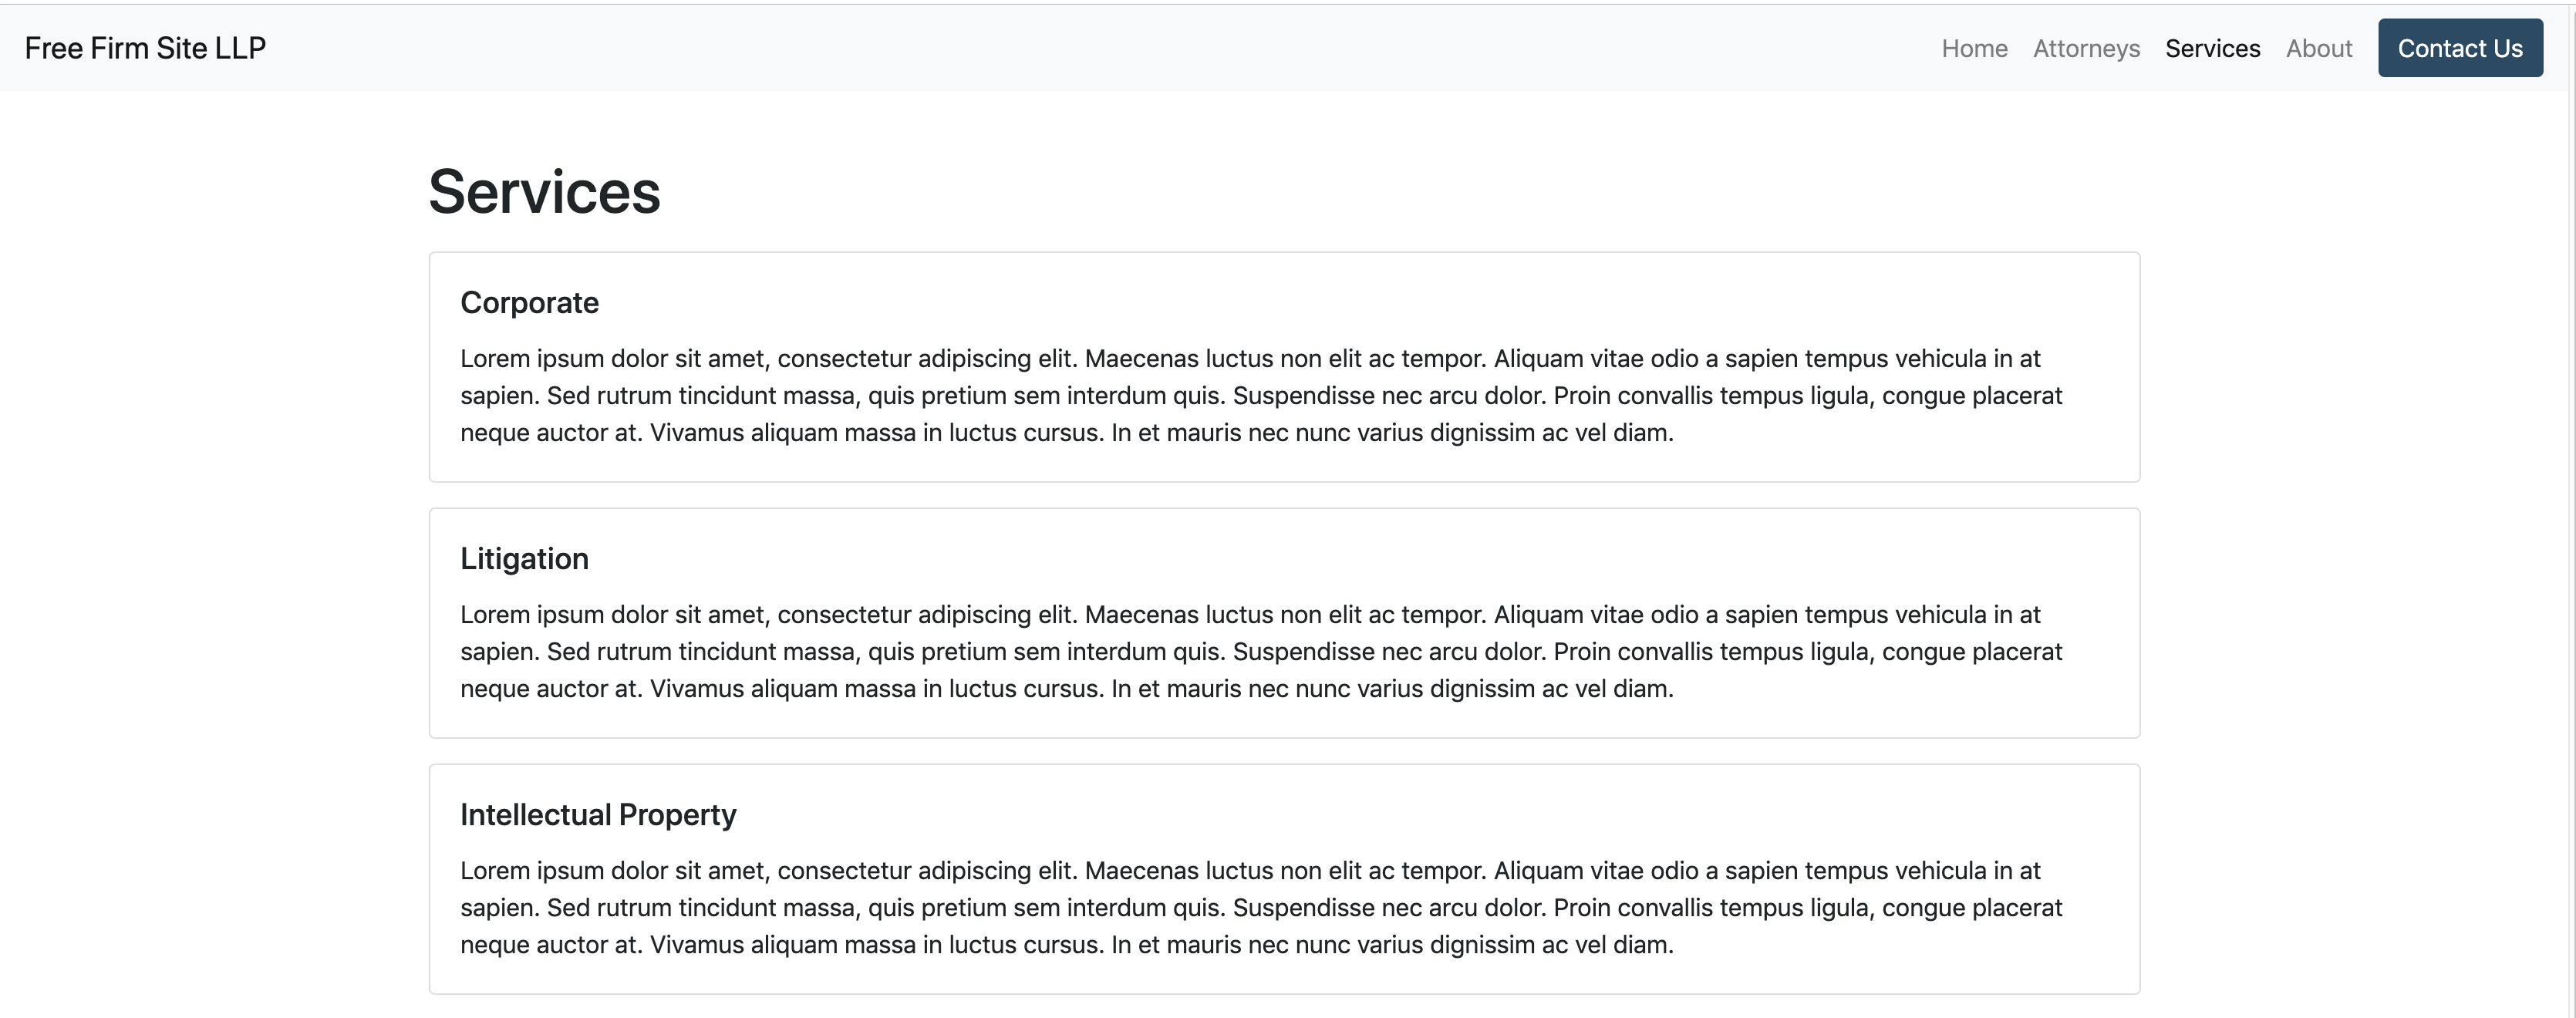 Free Firm Site LLP
Home Attorneys Services About Contact Us
Services
Corporate
Lorem ipsum dolor sit amet, consectetur adipiscing elit. Maecenas luctus non elit ac tempor. Aliquam vitae odio a sapien tempus vehicula in at
sapien. Sed rutrum tincidunt massa, quis pretium sem interdum quis. Suspendisse nec arcu dolor. Proin convallis tempus ligula, congue placerat
neque auctor at. Vivamus aliquam massa in luctus cursus. In et mauris nec nunc varius dignissim ac vel diam.
Litigation
Lorem ipsum dolor sit amet, consectetur adipiscing elit. Maecenas luctus non elit ac tempor. Aliquam vitae odio a sapien tempus vehicula in at
sapien. Sed rutrum tincidunt massa, quis pretium sem interdum quis. Suspendisse nec arcu dolor. Proin convallis tempus ligula, congue placerat
neque auctor at. Vivamus aliquam massa in luctus cursus. In et mauris nec nunc varius dignissim ac vel diam.
Intellectual Property
Lorem ipsum dolor sit amet, consectetur adipiscing elit. Maecenas luctus non elit ac tempor. Aliquam vitae odio a sapien tempus vehicula in at
sapien. Sed rutrum tincidunt massa, quis pretium sem interdum quis. Suspendisse nec arcu dolor. Proin convallis tempus ligula, congue placerat
neque auctor at. Vivamus aliquam massa in luctus cursus. In et mauris nec nunc varius dignissim ac vel diam.